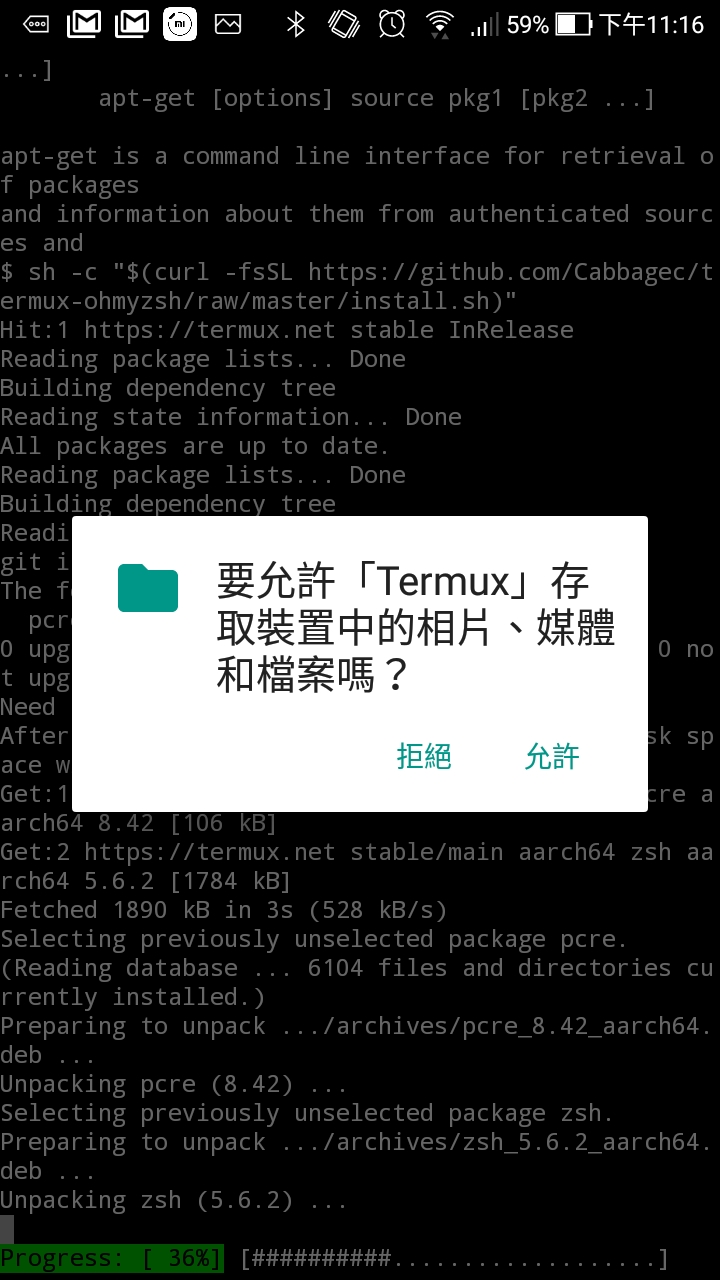 59% 下午11:16
...]
apt-get [options] source pkg1 [pkg2 ...]
apt-get is a command line interface for retrieval o
f packages
and information about them from authenticated sourc
es and
$ sh -c "$(curl -fsSL https://github.com/Cabbagec/t
ermux-ohmyzsh/raw/master/install.sh)"
Hit:1 https://termux.net stable InRelease
Reading package lists... Done
Building dependency tree
Reading state information... Done
All packages are up to date.
Reading package lists... Done
Building dependency tree
Readi
git i
The f
pcr
0 upg 0 no
t upg
Need
After sk sp
ace w
Get:1 cre a
arch64 8.42 [106 kB]
要允許「Termux」存
取裝置中的相片、媒體
和檔案嗎？
拒絕 允許
Get:2 https://termux.net stable/main aarch64 zsh aa
rch64 5.6.2 [1784 kB]
Fetched 1890 kB in 3s (528 kB/s)
Selecting previously unselected package pcre.
(Reading database ... 6104 files and directories cu
rrently installed.)
Preparing to unpack .../archives/pcre_8.42_aarch64.
deb ...
Unpacking pcre (8.42) ...
Selecting previously unselected package zsh.
Preparing to unpack .../archives/zsh_5.6.2_aarch64.
deb ...
Unpacking zsh (5.6.2) ...
Progress: [ 36%] [##########...................]